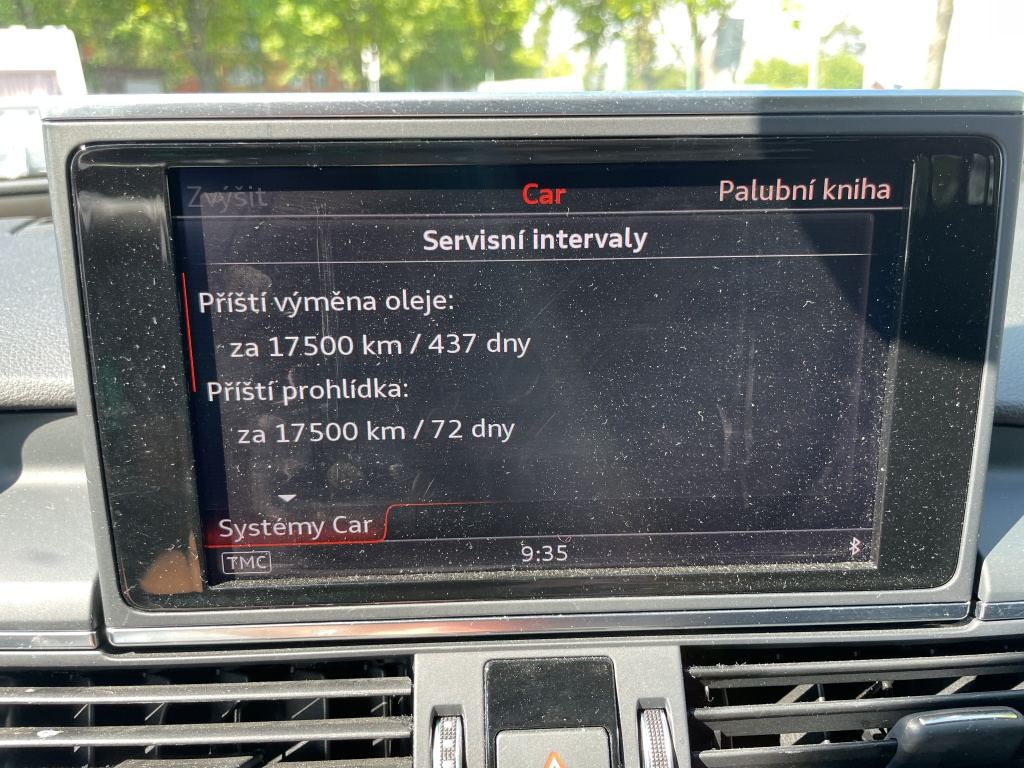 Zvýšit Car Palubní kniha
Servisní intervaly
Příští výměna oleje:
za 17500 km / 437 dny
Příští prohlídka:
za 17500 km / 72 dny
Systémy Car
TMC 9:35